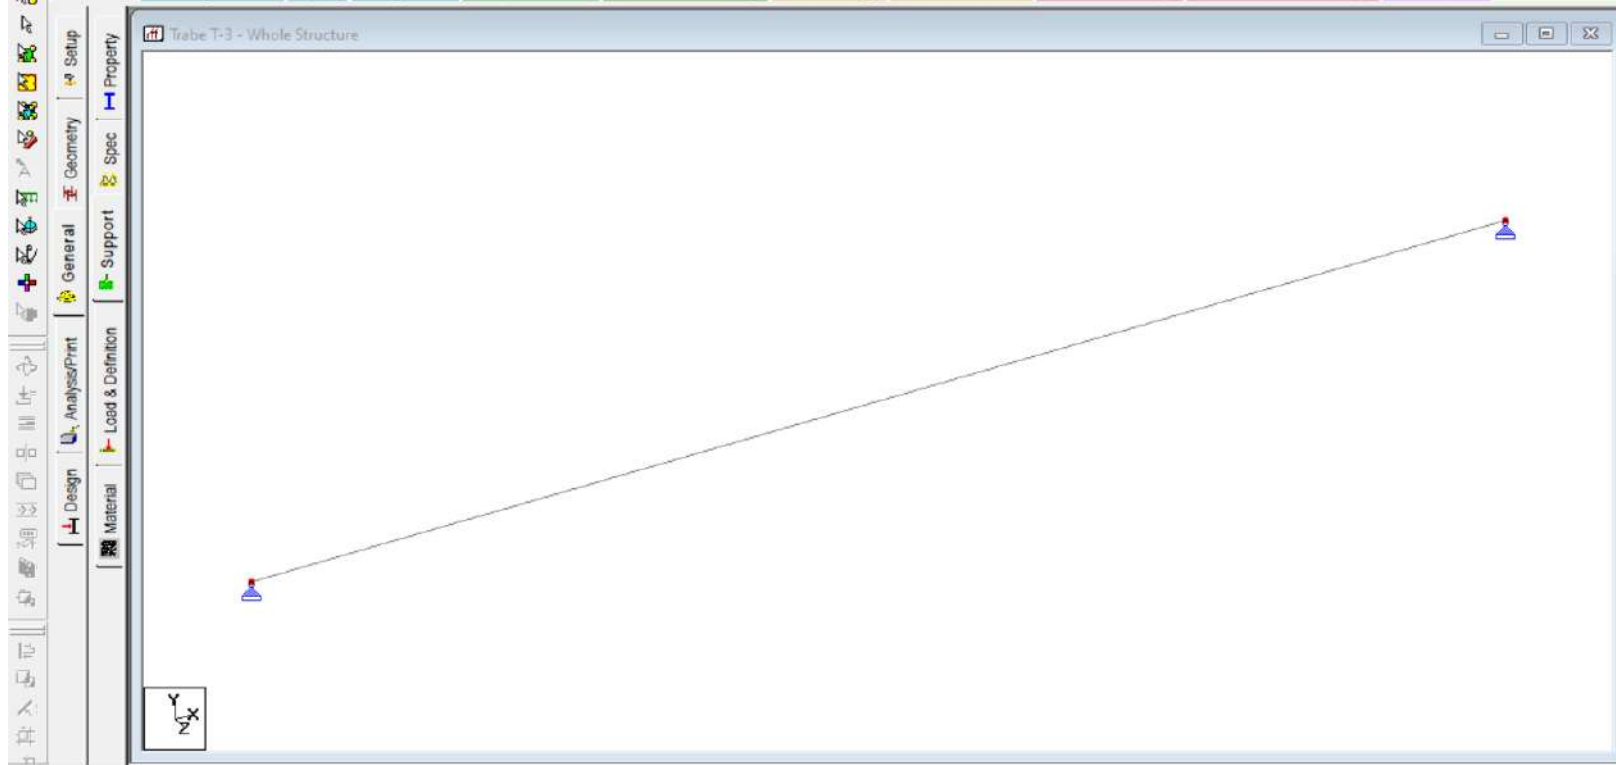 Trabe T-3 - Whole Structure
Setup
Geometry
General
Analysis/Print
Design
Property
Spec
Support
Load & Definition
Material
Y
X
Z